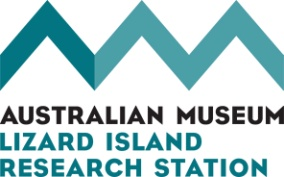 AUSTRALIAN MUSEUM
LIZARD ISLAND
RESEARCH STATION